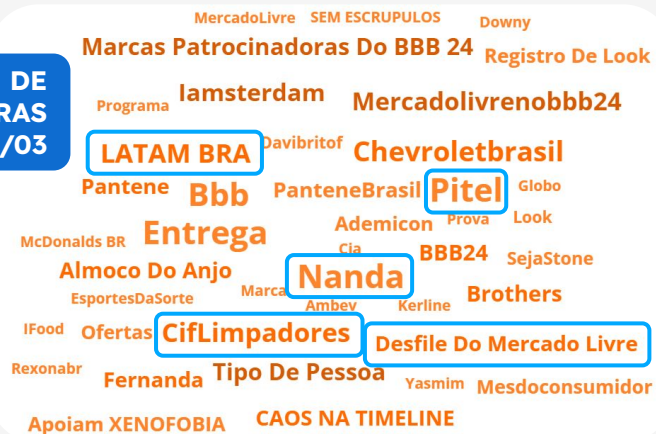 MercadoLivre SEM ESCRUPULOS Downy
Marcas Patrocinadoras Do BBB 24 Registro De Look
DE
RAS
/03
Programa Iamsterdam Mercadolivrenobbb24
LATAM BRA Davibritof Chevroletbrasil
Pantene Bbb PanteneBrasil Pitel Globo
Entrega Ademicon Prova Look
McDonalds BR Cia BBB24 SejaStone
Almoco Do Anjo Nanda
EsportesDaSorte Marca Ambev Kerline Brothers
IFood Ofertas CifLimpadores Desfile Do Mercado Livre
Rexonabr Fernanda Tipo De Pessoa Yasmim Mesdoconsumidor
Apoiam XENOFOBIA CAOS NA TIMELINE